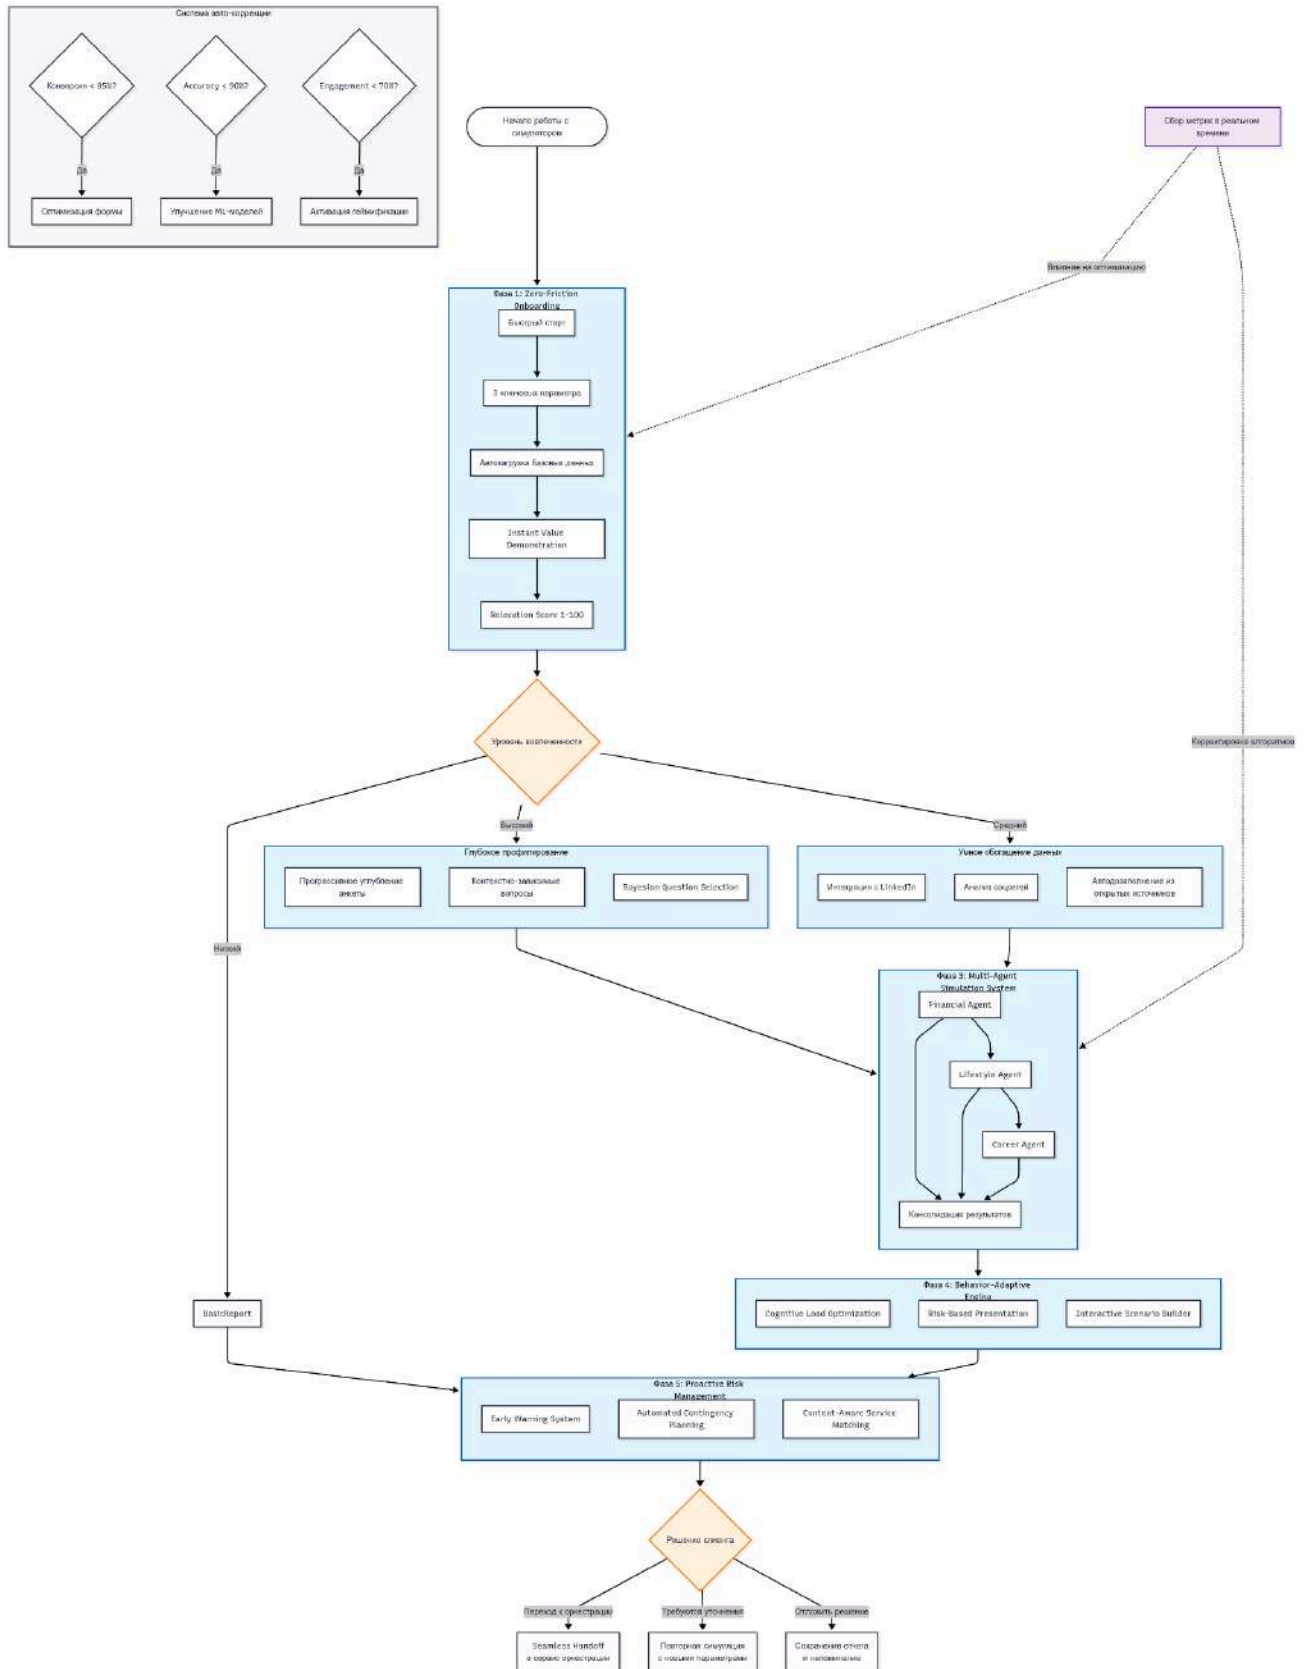 Система авто-коррекции
Конверсия < 85%?
Accuracy < 90%?
Engagement < 70%?
Да
Да
Да
Оптимизация формы
Улучшение ML-моделей
Активация геймификации
Начало работы с
симулятором
Сбор метрик в реальном
времени
Влияние на оптимизацию
Фаза 1: Zero-Friction
Onboarding
Быстрый старт
3 ключевых параметра
Автозагрузка базовых данных
Instant Value
Demonstration
Relocation Score 1-100
Уровень вовлеченности
Корректировка алгоритмов
Высокий
Средний
Низкий
Глубокое профилирование
Прогрессивное углубление
анкеты
Контекстно-зависимые
вопросы
Bayesian Question Selection
Умное обогащение данных
Интеграция с LinkedIn
Анализ соцсетей
Автодозаполнение из
открытых источников
Фаза 3: Multi-Agent
Simulation System
Financial Agent
Lifestyle Agent
Career Agent
Консолидация результатов
Фаза 4: Behavior-Adaptive
Engine
Cognitive Load Optimization
Risk-Based Presentation
Interactive Scenario Builder
BasicReport
Фаза 5: Proactive Risk
Management
Early Warning System
Automated Contingency
Planning
Context-Aware Service
Matching
Решение клиента
Переход к оркестрации
Требуются уточнения
Отложить решение
Seamless Handoff
в сервис оркестрации
Повторная симуляция
с новыми параметрами
Сохранение отчета
и напоминание